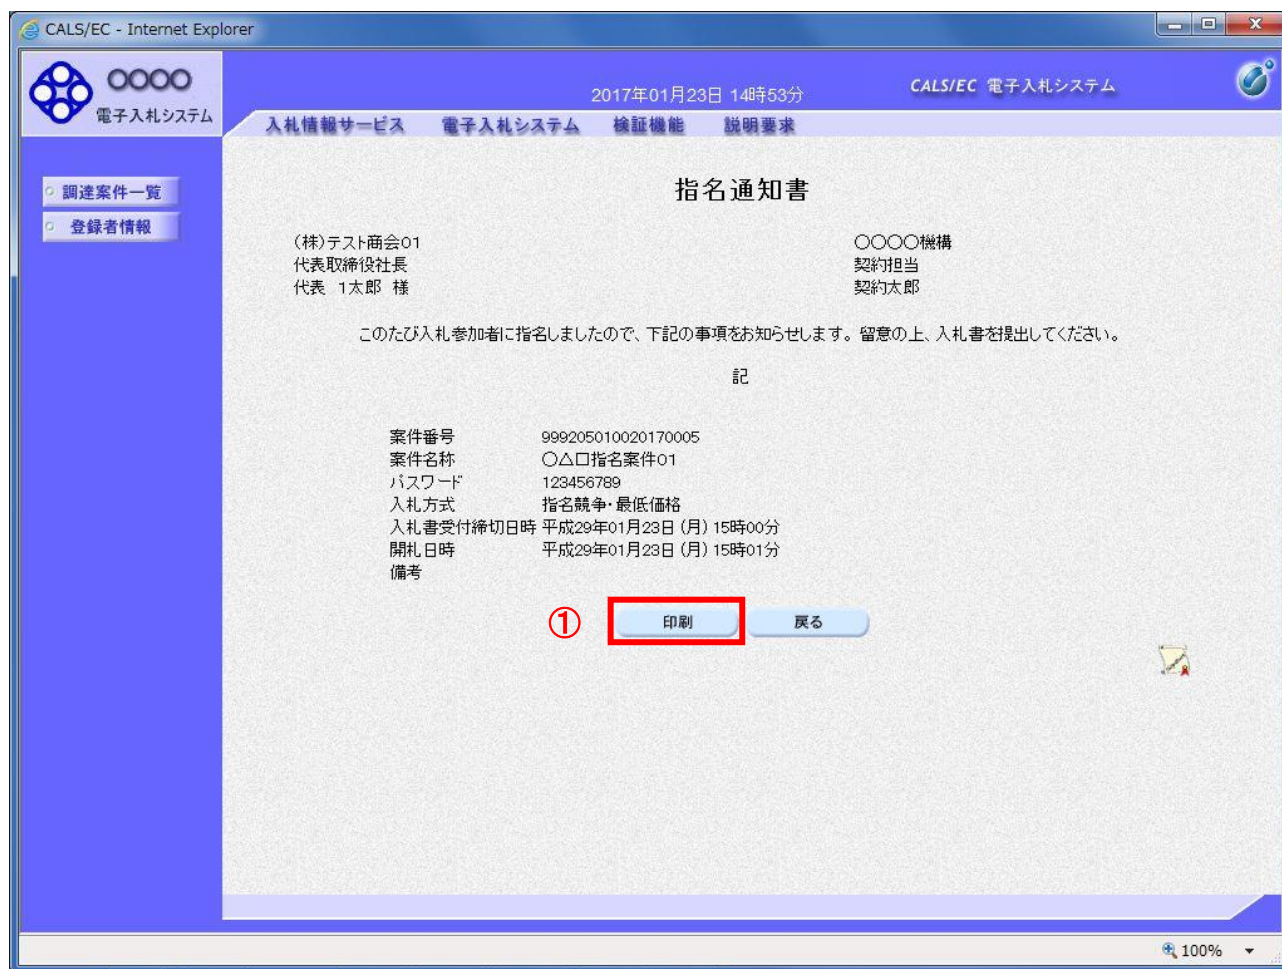 CALS/EC - Internet Explorer
〇〇〇〇
電子入札システム
2017年01月23日 14時53分
CALS/EC 電子入札システム
入札情報サービス 電子入札システム 検証機能 説明要求
調達案件一覧
登録者情報
指名通知書
(株)テスト商会01
代表取締役社長
代表 1太郎 様
〇〇〇〇機構
契約担当
契約太郎
このたび入札参加者に指名しましたので、下記の事項をお知らせします。留意の上、入札書を提出してください。
記
案件番号 999205010020170005
案件名称 〇△口指名案件01
パスワード 123456789
入札方式 指名競争・最低価格
入札書受付締切日時 平成29年01月23日(月) 15時00分
開札日時 平成29年01月23日(月) 15時01分
備考
① 印刷 戻る
100%